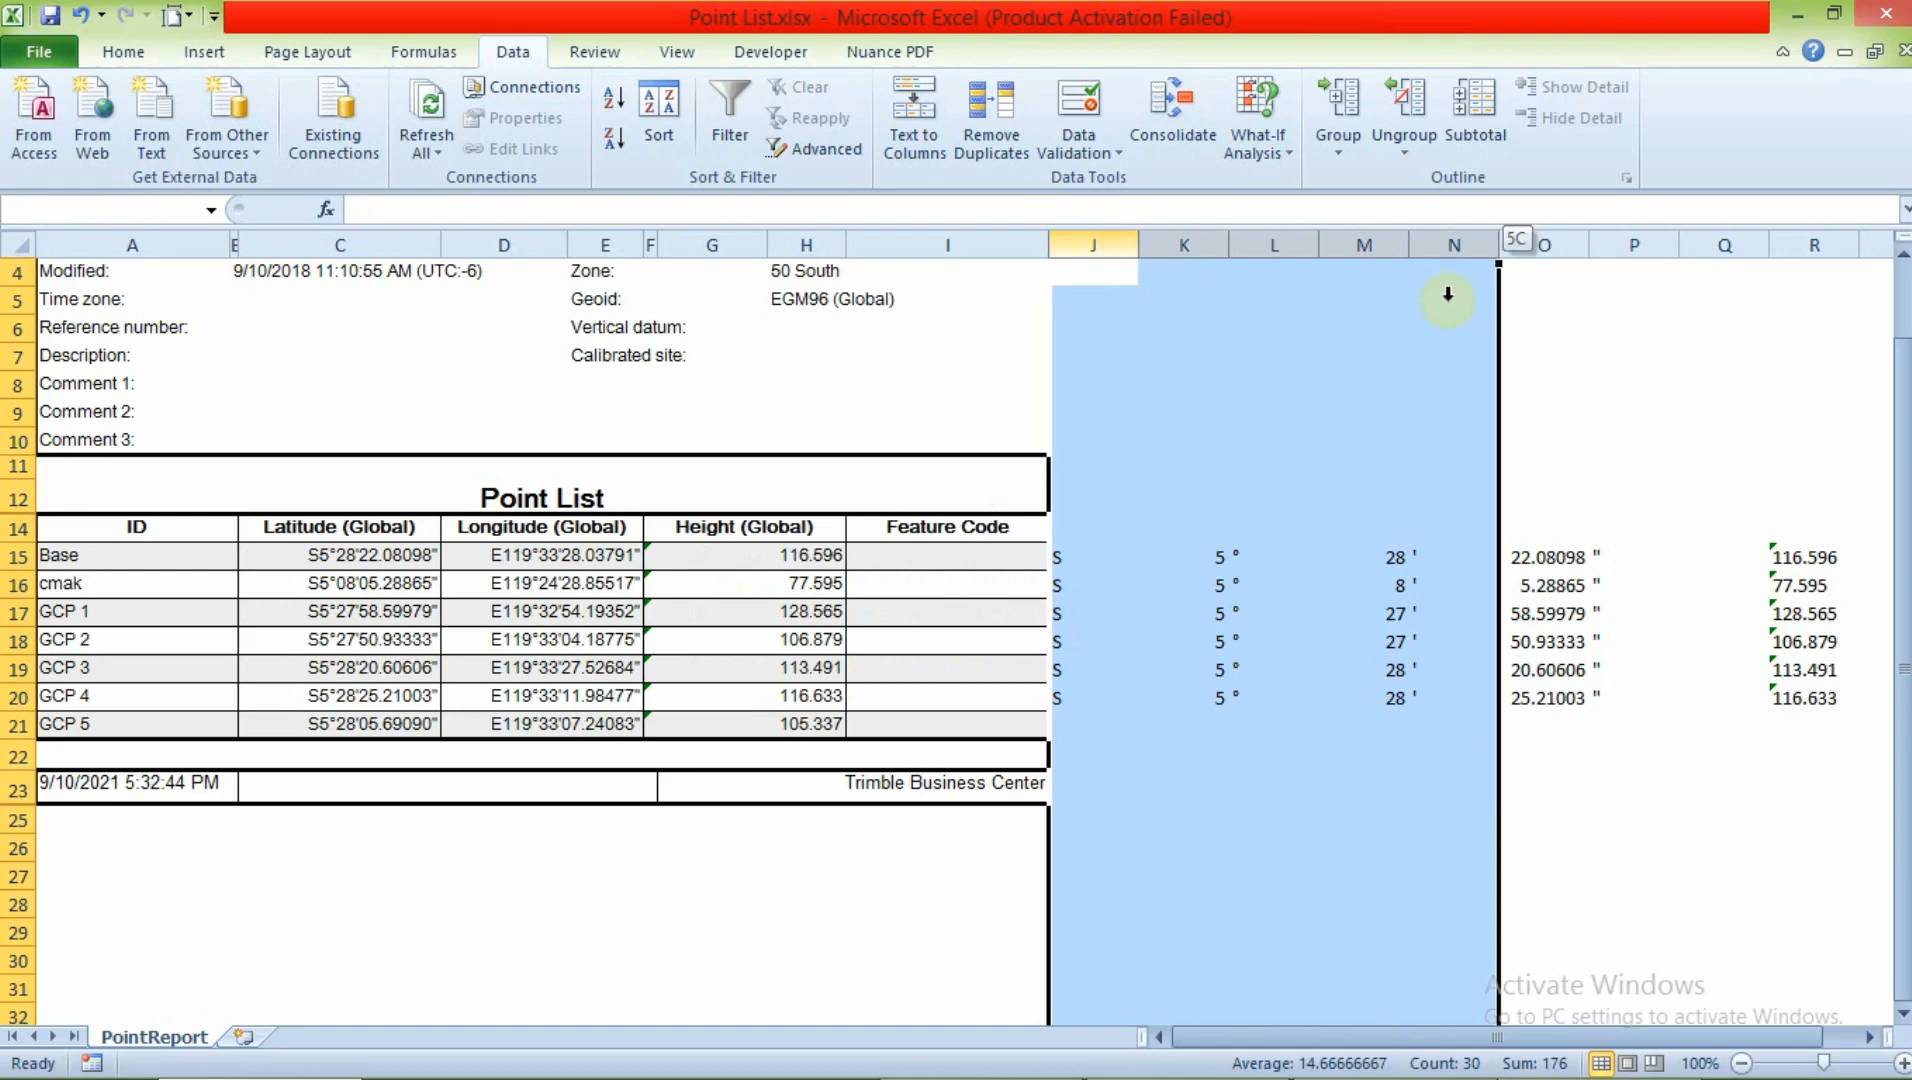 Point List.xlsx - Microsoft Excel (Product Activation Failed)
File Home Insert Page Layout Formulas Data Review View Developer Nuance PDF
From Access From Web From Text From Other Sources Existing Connections Refresh All Connections Properties Edit Links Sort Filter Clear Reapply Advanced Text to Columns Remove Duplicates Data Validation Consolidate What-If Analysis Group Ungroup Subtotal Show Detail Hide Detail
Get External Data Connections Sort & Filter Data Tools Outline
fx
A C D E F G H I J K L M N 5C O P Q R
4 Modified: 9/10/2018 11:10:55 AM (UTC:-6) Zone: 50 South
5 Time zone: Geoid: EGM96 (Global)
6 Reference number: Vertical datum:
7 Description: Calibrated site:
8 Comment 1:
9 Comment 2:
10 Comment 3:
11
12 Point List
14 ID Latitude (Global) Longitude (Global) Height (Global) Feature Code
15 Base S5°28'22.08098" E119°33'28.03791" 116.596 S 5 ° 28 ' 22.08098 " 116.596
16 cmak S5°08'05.28865" E119°24'28.85517" 77.595 S 5 ° 8 ' 5.28865 " 77.595
17 GCP 1 S5°27'58.59979" E119°32'54.19352" 128.565 S 5 ° 27 ' 58.59979 " 128.565
18 GCP 2 S5°27'50.93333" E119°33'04.18775" 106.879 S 5 ° 27 ' 50.93333 " 106.879
19 GCP 3 S5°28'20.60606" E119°33'27.52684" 113.491 S 5 ° 28 ' 20.60606 " 113.491
20 GCP 4 S5°28'25.21003" E119°33'11.98477" 116.633 S 5 ° 28 ' 25.21003 " 116.633
21 GCP 5 S5°28'05.69090" E119°33'07.24083" 105.337
22
23 9/10/2021 5:32:44 PM Trimble Business Center
25
26
27
28
29
30
31
32
Activate Windows
Go to PC settings to activate Windows.
PointReport
Ready Average: 14.66666667 Count: 30 Sum: 176 100%